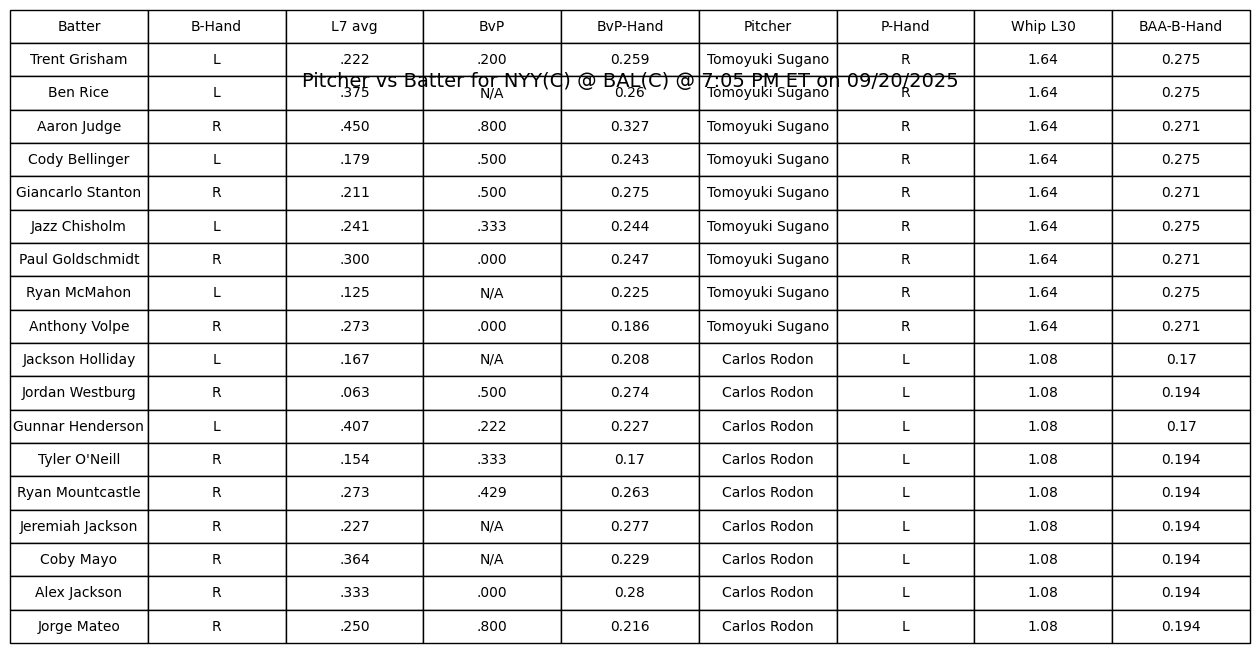 Batter B-Hand L7 avg BvP BvP-Hand Pitcher P-Hand Whip L30 BAA-B-Hand
Trent Grisham L .222 .200 0.259 Tomoyuki Sugano R 1.64 0.275
Pitcher vs Batter for NYY(C) @ BAL(C) @ 7:05 PM ET on 09/20/2025
Ben Rice L .375 N/A 0.26 Tomoyuki Sugano R 1.64 0.275
Aaron Judge R .450 .800 0.327 Tomoyuki Sugano R 1.64 0.271
Cody Bellinger L .179 .500 0.243 Tomoyuki Sugano R 1.64 0.275
Giancarlo Stanton R .211 .500 0.275 Tomoyuki Sugano R 1.64 0.271
Jazz Chisholm L .241 .333 0.244 Tomoyuki Sugano R 1.64 0.275
Paul Goldschmidt R .300 .000 0.247 Tomoyuki Sugano R 1.64 0.271
Ryan McMahon L .125 N/A 0.225 Tomoyuki Sugano R 1.64 0.275
Anthony Volpe R .273 .000 0.186 Tomoyuki Sugano R 1.64 0.271
Jackson Holliday L .167 N/A 0.208 Carlos Rodon L 1.08 0.17
Jordan Westburg R .063 .500 0.274 Carlos Rodon L 1.08 0.194
Gunnar Henderson L .407 .222 0.227 Carlos Rodon L 1.08 0.17
Tyler O'Neill R .154 .333 0.17 Carlos Rodon L 1.08 0.194
Ryan Mountcastle R .273 .429 0.263 Carlos Rodon L 1.08 0.194
Jeremiah Jackson R .227 N/A 0.277 Carlos Rodon L 1.08 0.194
Coby Mayo R .364 N/A 0.229 Carlos Rodon L 1.08 0.194
Alex Jackson R .333 .000 0.28 Carlos Rodon L 1.08 0.194
Jorge Mateo R .250 .800 0.216 Carlos Rodon L 1.08 0.194